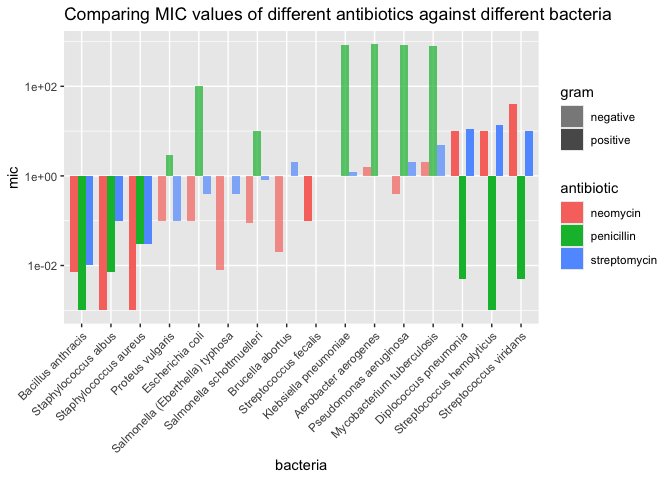 Comparing MIC values of different antibiotics against different bacteria
mic
1e+02
1e+00
1e-02
Bacillus anthracis
Staphylococcus albus
Staphylococcus aureus
Proteus vulgaris
Escherichia coli
Salmonella (Eberthella) typhosa
Salmonella schottmuelleri
Brucella abortus
Streptococcus fecalis
Klebsiella pneumoniae
Aerobacter aerogenes
Pseudomonas aeruginosa
Mycobacterium tuberculosis
Diplococcus pneumonia
Streptococcus hemolyticus
Streptococcus viridans
bacteria
gram
negative
positive
antibiotic
neomycin
penicillin
streptomycin